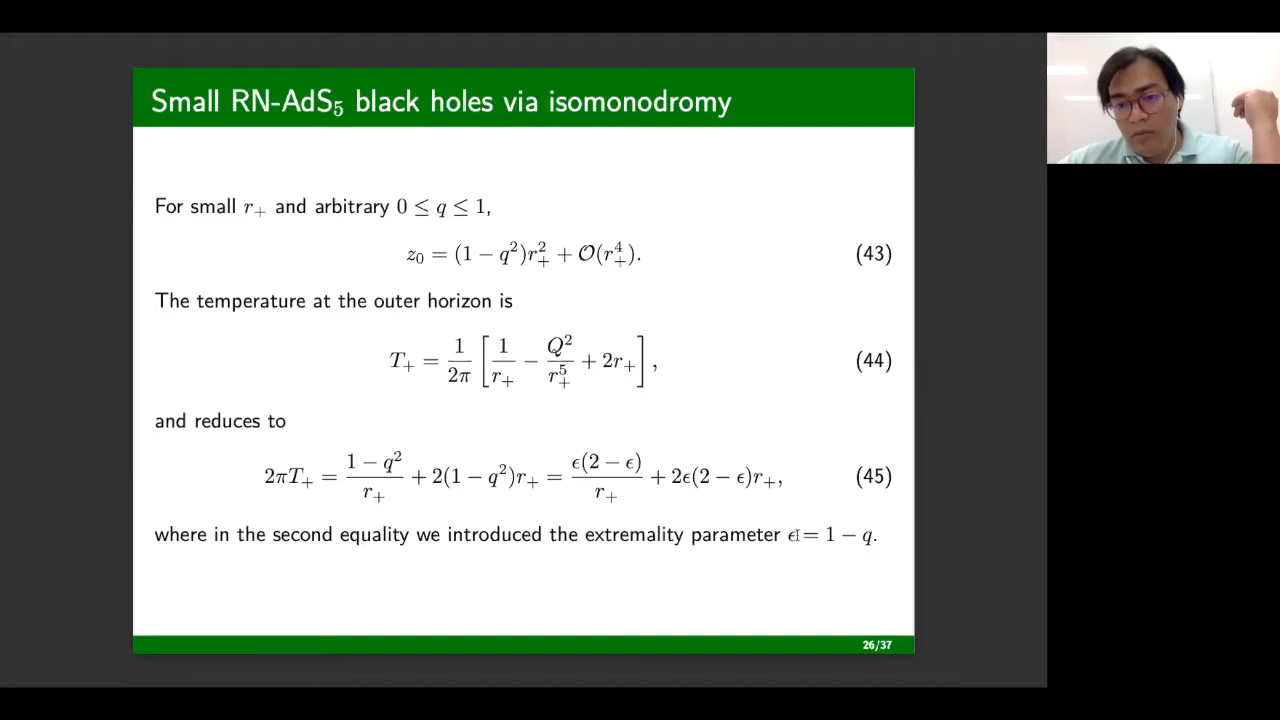 Small RN-AdS₅ black holes via isomonodromy
For small r₊ and arbitrary 0 ≤ q ≤ 1,
z₀ = (1 − q²)r₊² + 𝒪(r₊⁴). (43)
The temperature at the outer horizon is
T₊ = 1/2π [1/r₊ − Q²/r₊⁵ + 2r₊], (44)
and reduces to
2πT₊ = (1 − q²)/r₊ + 2(1 − q²)r₊ = ϵ(2 − ϵ)/r₊ + 2ϵ(2 − ϵ)r₊, (45)
where in the second equality we introduced the extremality parameter ϵ = 1 − q.
26/37